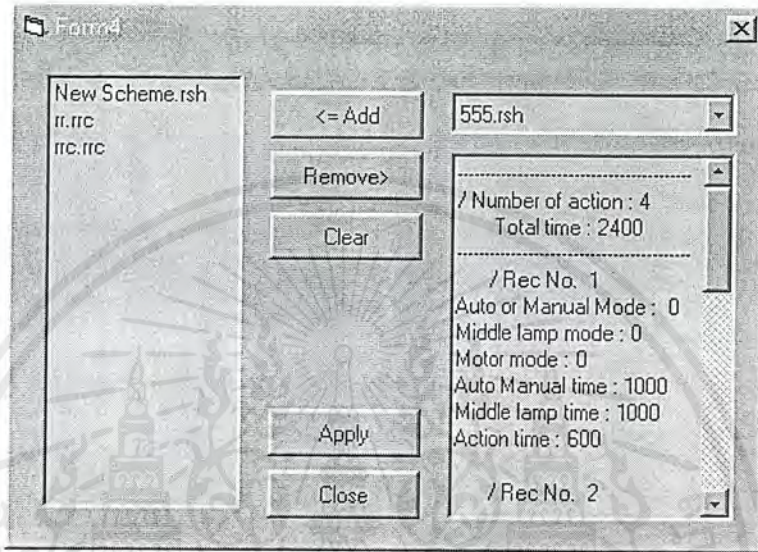 Form4
New Scheme.rsh
rr.rrc
rrc.rrc
<= Add
Remove>
Clear
Apply
Close
555.rsh
------------------------------------
/ Number of action : 4
Total time : 2400
------------------------------------
/ Rec No. 1
Auto or Manual Mode : 0
Middle lamp mode : 0
Motor mode : 0
Auto Manual time : 1000
Middle lamp time : 1000
Action time : 600
/ Rec No. 2